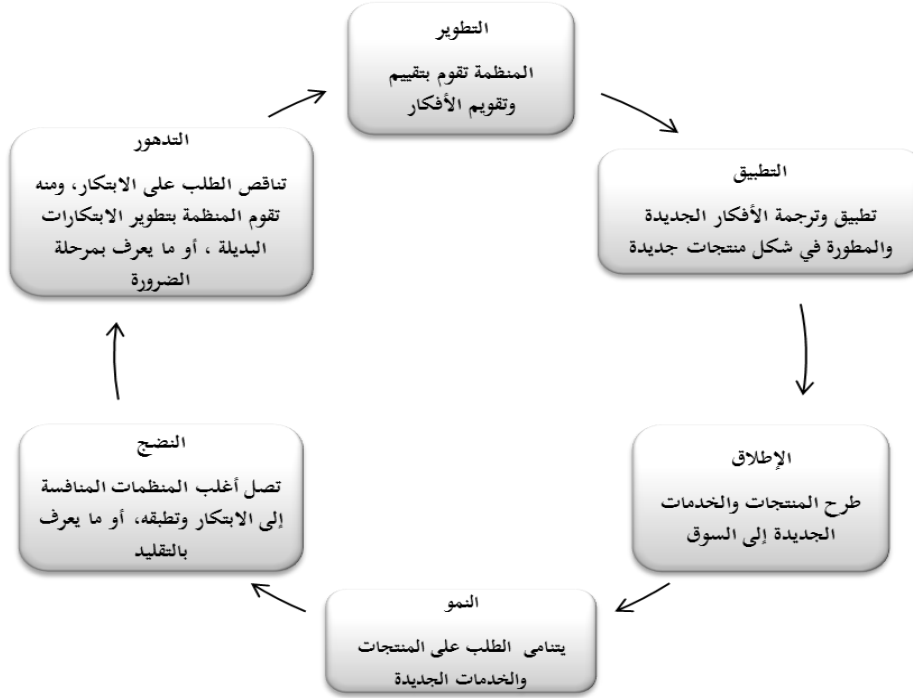 التطوير
المنظمة تقوم بتقييم
وتقويم الأفكار
التطبيق
تطبيق وترجمة الأفكار الجديدة
والمطورة في شكل منتجات جديدة
الإطلاق
طرح المنتجات والخدمات
الجديدة إلى السوق
النمو
يتنامى الطلب على المنتجات
والخدمات الجديدة
النضج
تصل أغلب المنظمات المنافسة
إلى الابتكار وتطبقه، أو ما يعرف
بالتقليد
التدهور
تناقص الطلب على الابتكار، ومنه
تقوم المنظمة بتطوير الابتكارات
البديلة ، أو ما يعرف بمرحلة
الضرورة